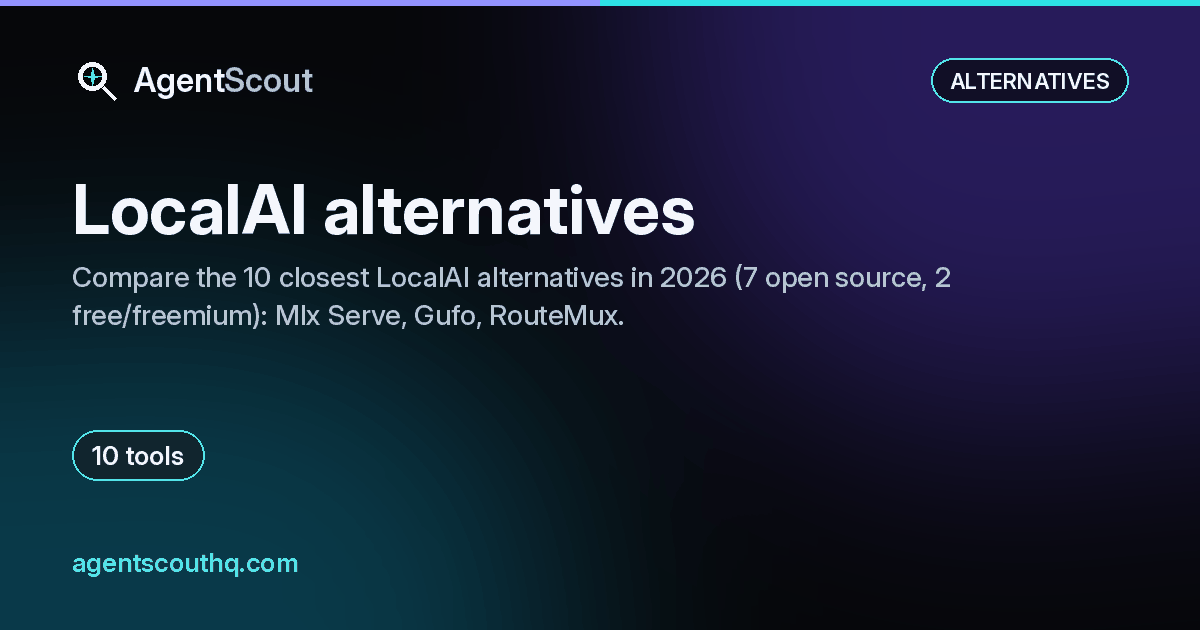 AgentScout
ALTERNATIVES
LocalAI alternatives
Compare the 10 closest LocalAI alternatives in 2026 (7 open source, 2
free/freemium): Mlx Serve, Gufo, RouteMux.
10 tools
agentscouthq.com